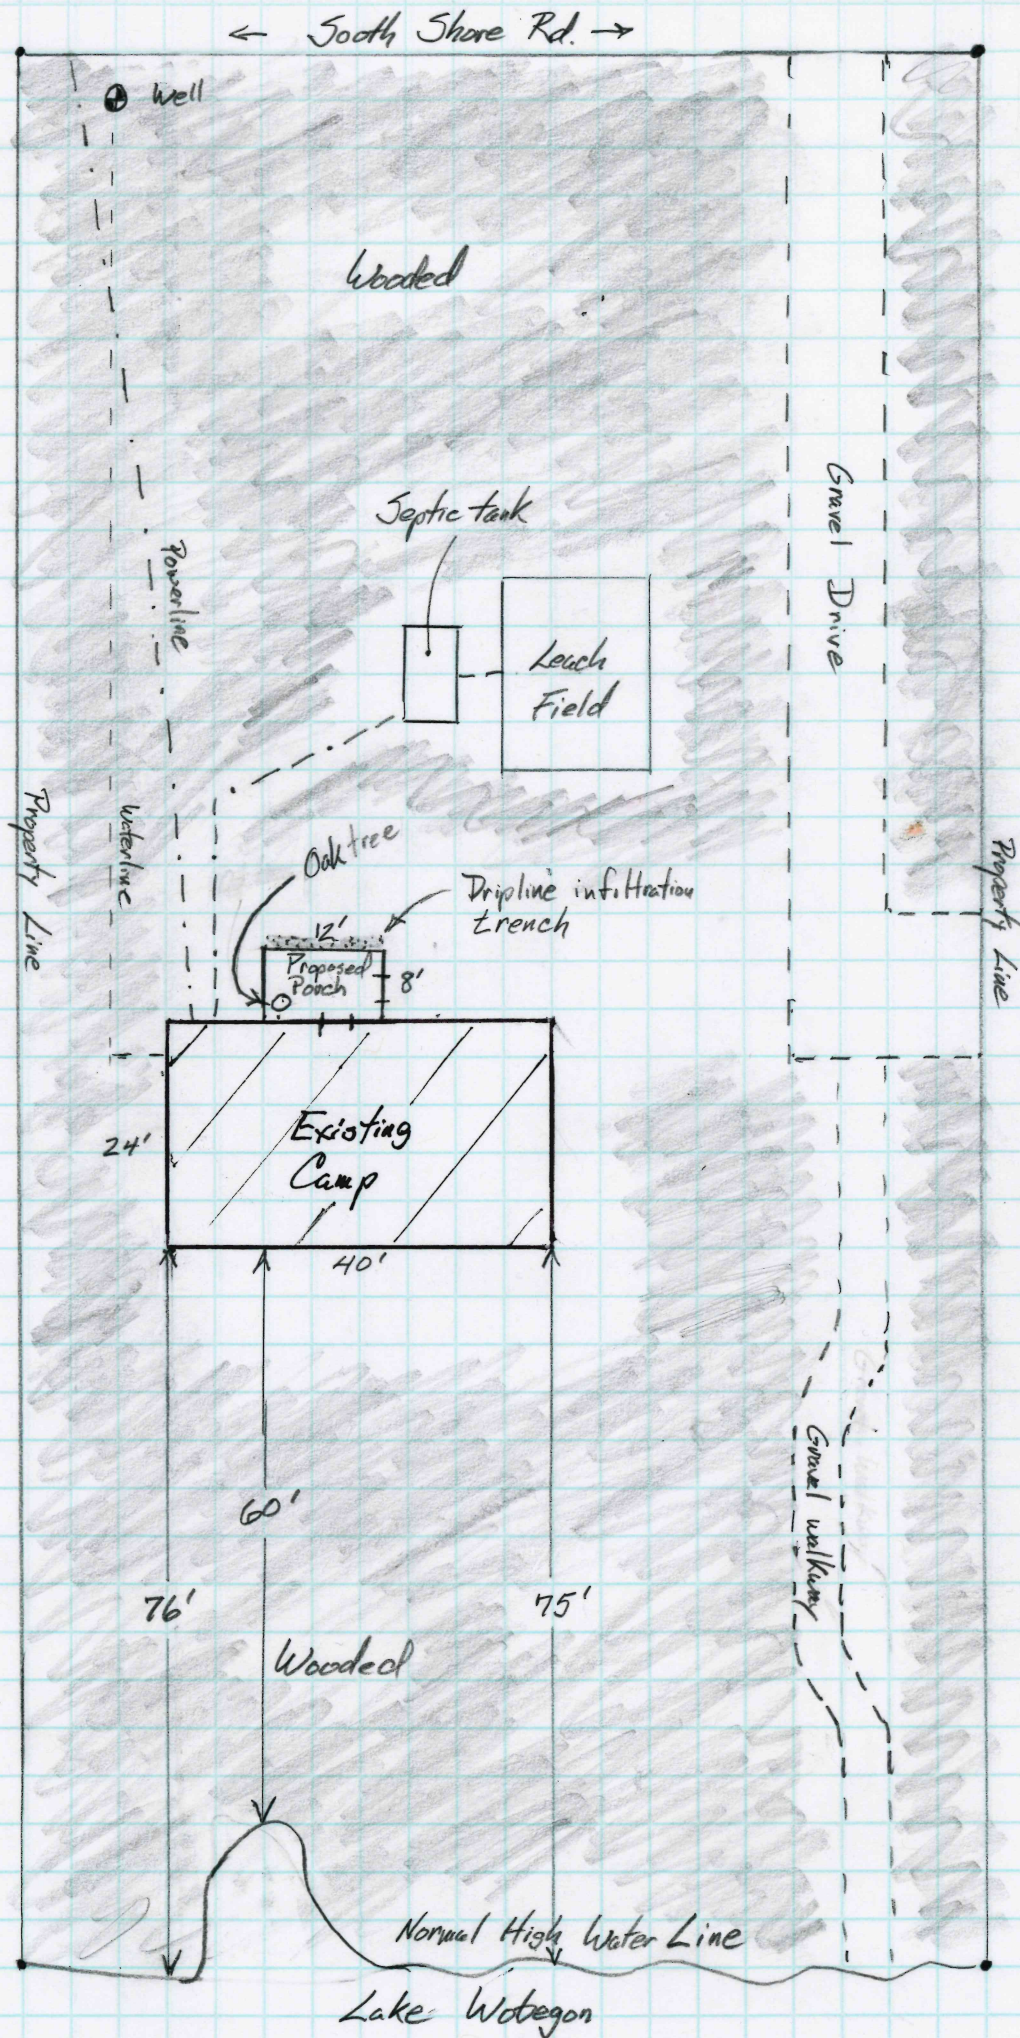 ← South Shore Rd. →
Well
Wooded
Septic tank
Gravel Drive
Powerline
Leach
Field
Property Line
Waterline
Oak tree
Dripline infiltration
trench
Property Line
12'
Proposed
Porch
8'
Existing
Camp
24'
40'
Gravel walkway
60'
76'
75'
Wooded
Normal High Water Line
Lake Wobegon